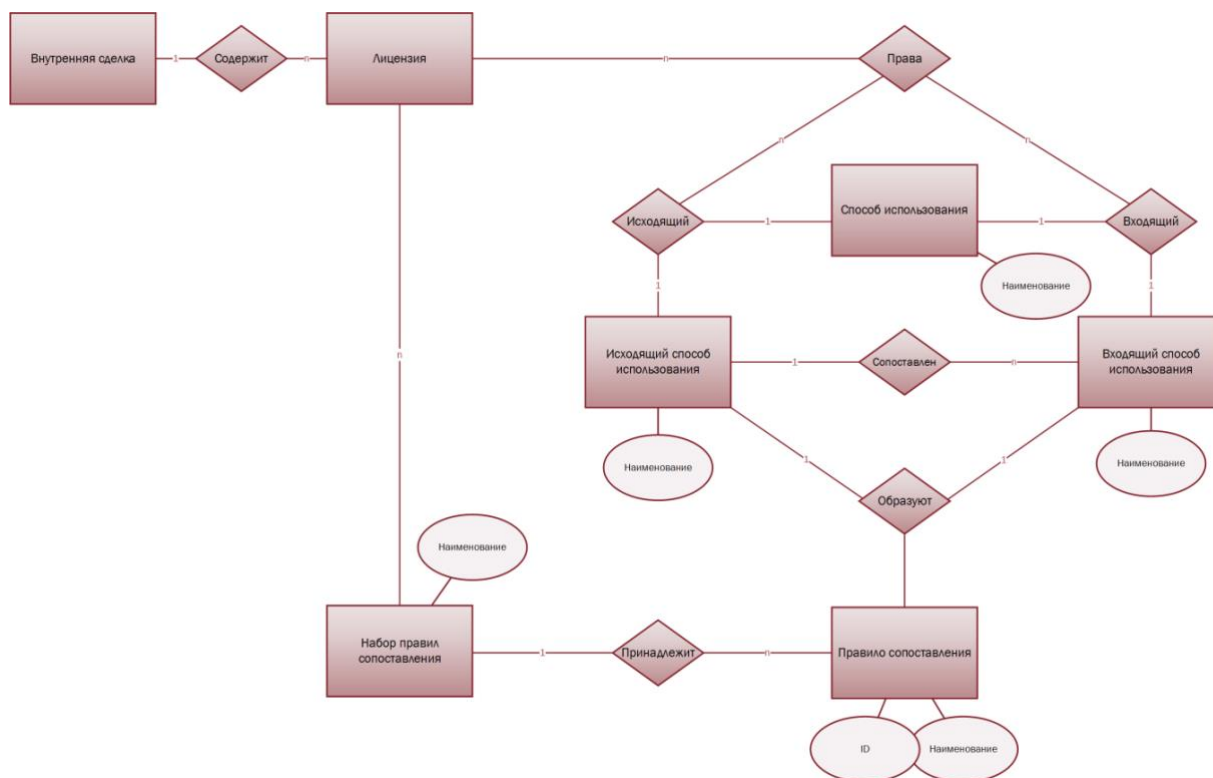 Внутренняя сделка
1
Содержит
n
Лицензия
n
Права
n
n
Исходящий
1
Способ использования
1
Входящий
Наименование
1
1
n
Исходящий способ
использования
1
Сопоставлен
n
Входящий способ
использования
Наименование
Наименование
1
1
Образуют
Наименование
Набор правил
сопоставления
1
Принадлежит
n
Правило сопоставления
ID
Наименование